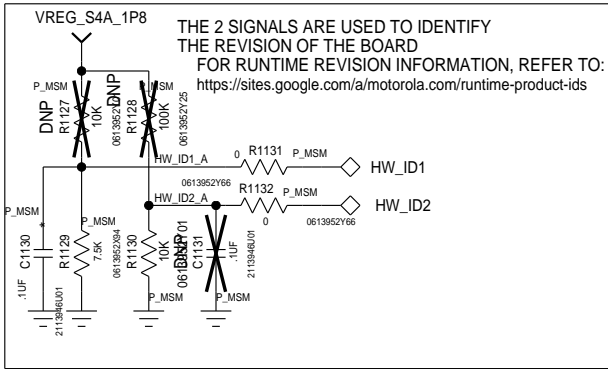 VREG_S4A_1P8
THE 2 SIGNALS ARE USED TO IDENTIFY
THE REVISION OF THE BOARD
FOR RUNTIME REVISION INFORMATION, REFER TO:
https://sites.google.com/a/motorola.com/runtime-product-ids
P_MSM
DNP
R1127
10K
0613952Y25
DNP
R1128
100K
0613952Y25
HW_ID1_A
0
R1131
P_MSM
HW_ID1
0613952Y66
HW_ID2_A
R1132
P_MSM
0
HW_ID2
0613952Y66
P_MSM
C1130
.1UF
2113946U01
P_MSM
R1129
7.5K
0613952X94
R1130
10K
0613952Y01
P_MSM
DNP
C1131
.1UF
2113946U01
P_MSM